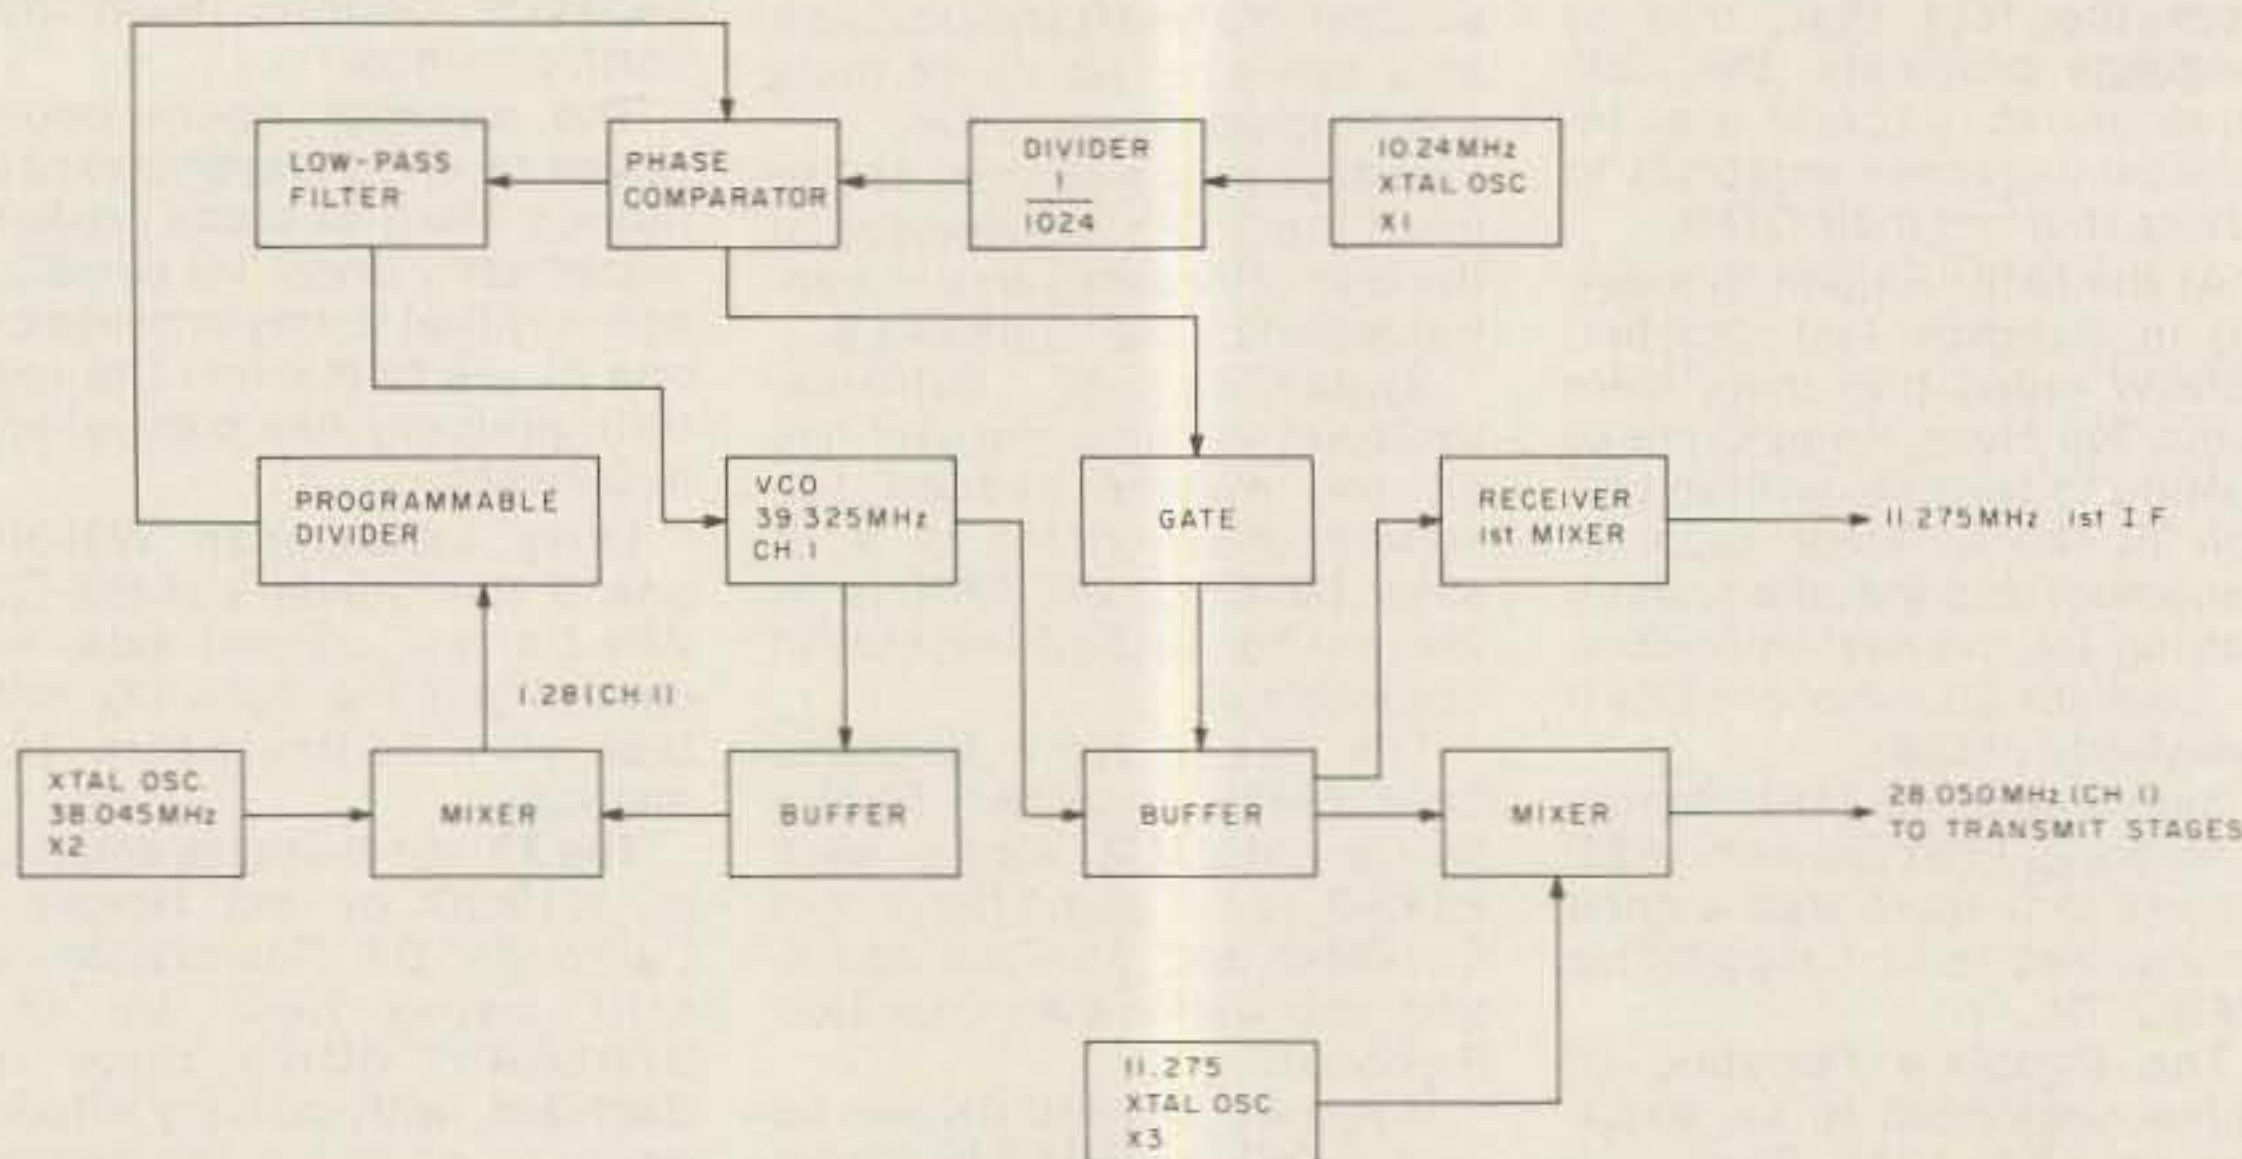 LOW-PASS
FILTER
PHASE
COMPARATOR
DIVIDER
1
1024
10.24MHz
XTAL OSC
X1
PROGRAMMABLE
DIVIDER
VCO
39.325MHz
CH.1
GATE
RECEIVER
1st MIXER
11.275MHz 1st I F
1.28(CH 1)
XTAL OSC.
38.045MHz
X2
MIXER
BUFFER
BUFFER
MIXER
28.050MHz(CH 1)
TO TRANSMIT STAGES
11.275
XTAL OSC
X3